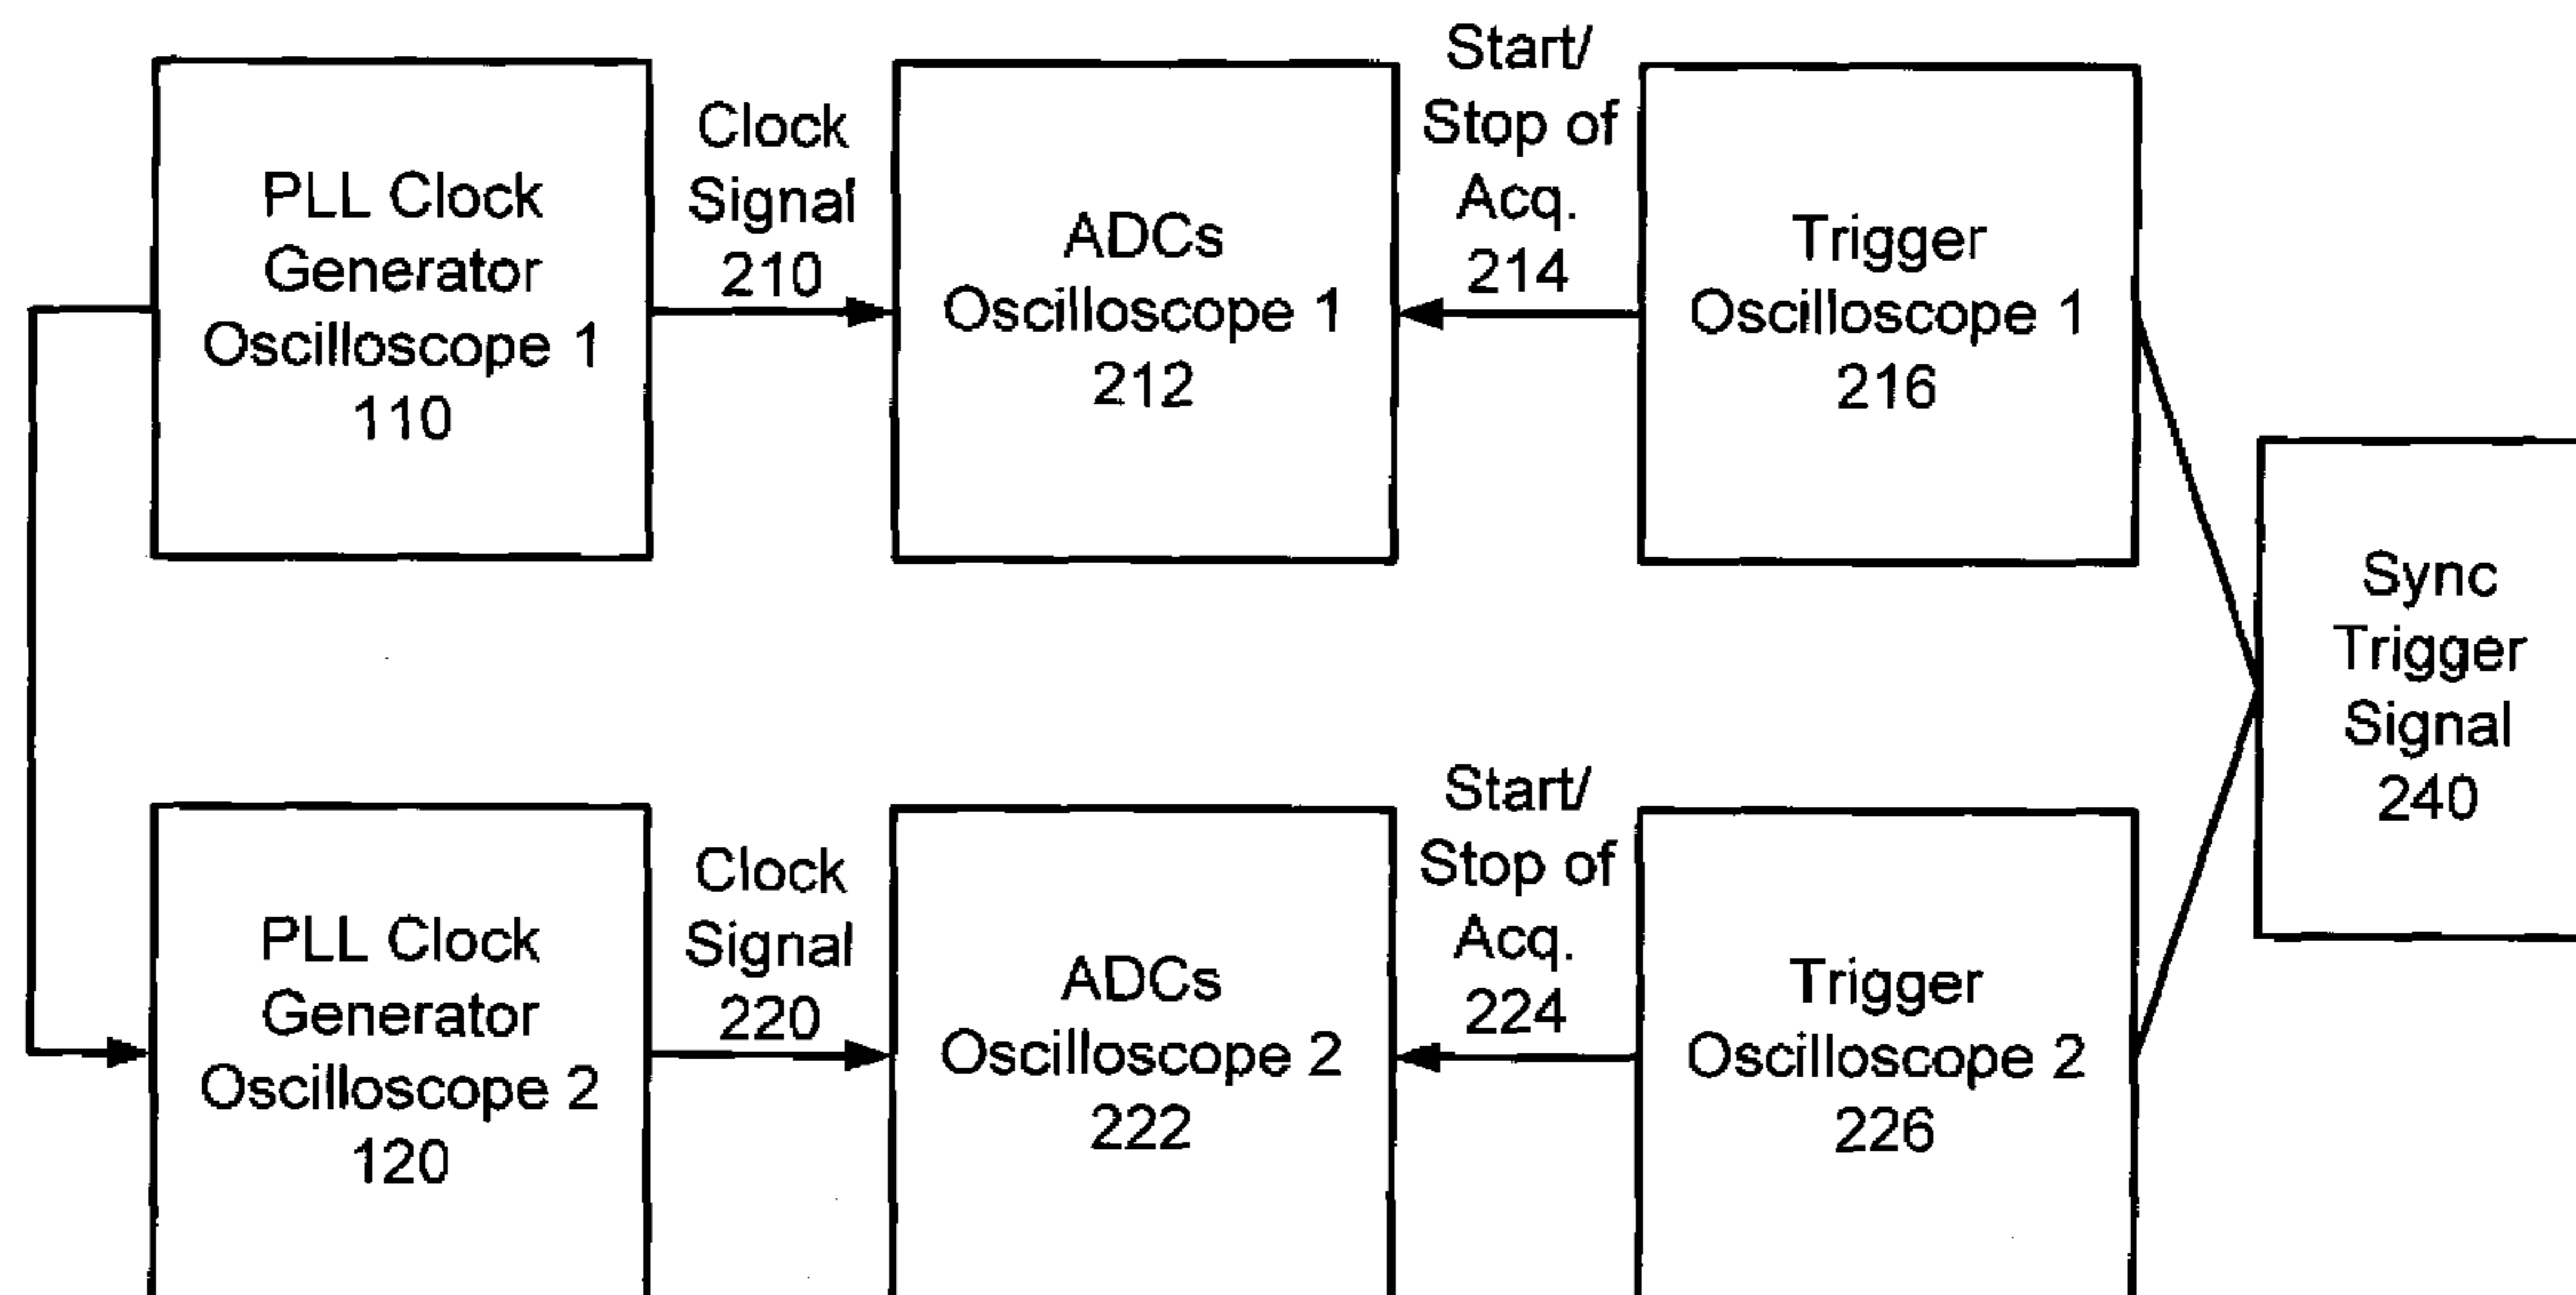 PLL Clock
Generator
Oscilloscope 1
110
Clock
Signal
210
ADCs
Oscilloscope 1
212
Start/
Stop of
Acq.
214
Trigger
Oscilloscope 1
216
Sync
Trigger
Signal
240
PLL Clock
Generator
Oscilloscope 2
120
Clock
Signal
220
ADCs
Oscilloscope 2
222
Start/
Stop of
Acq.
224
Trigger
Oscilloscope 2
226